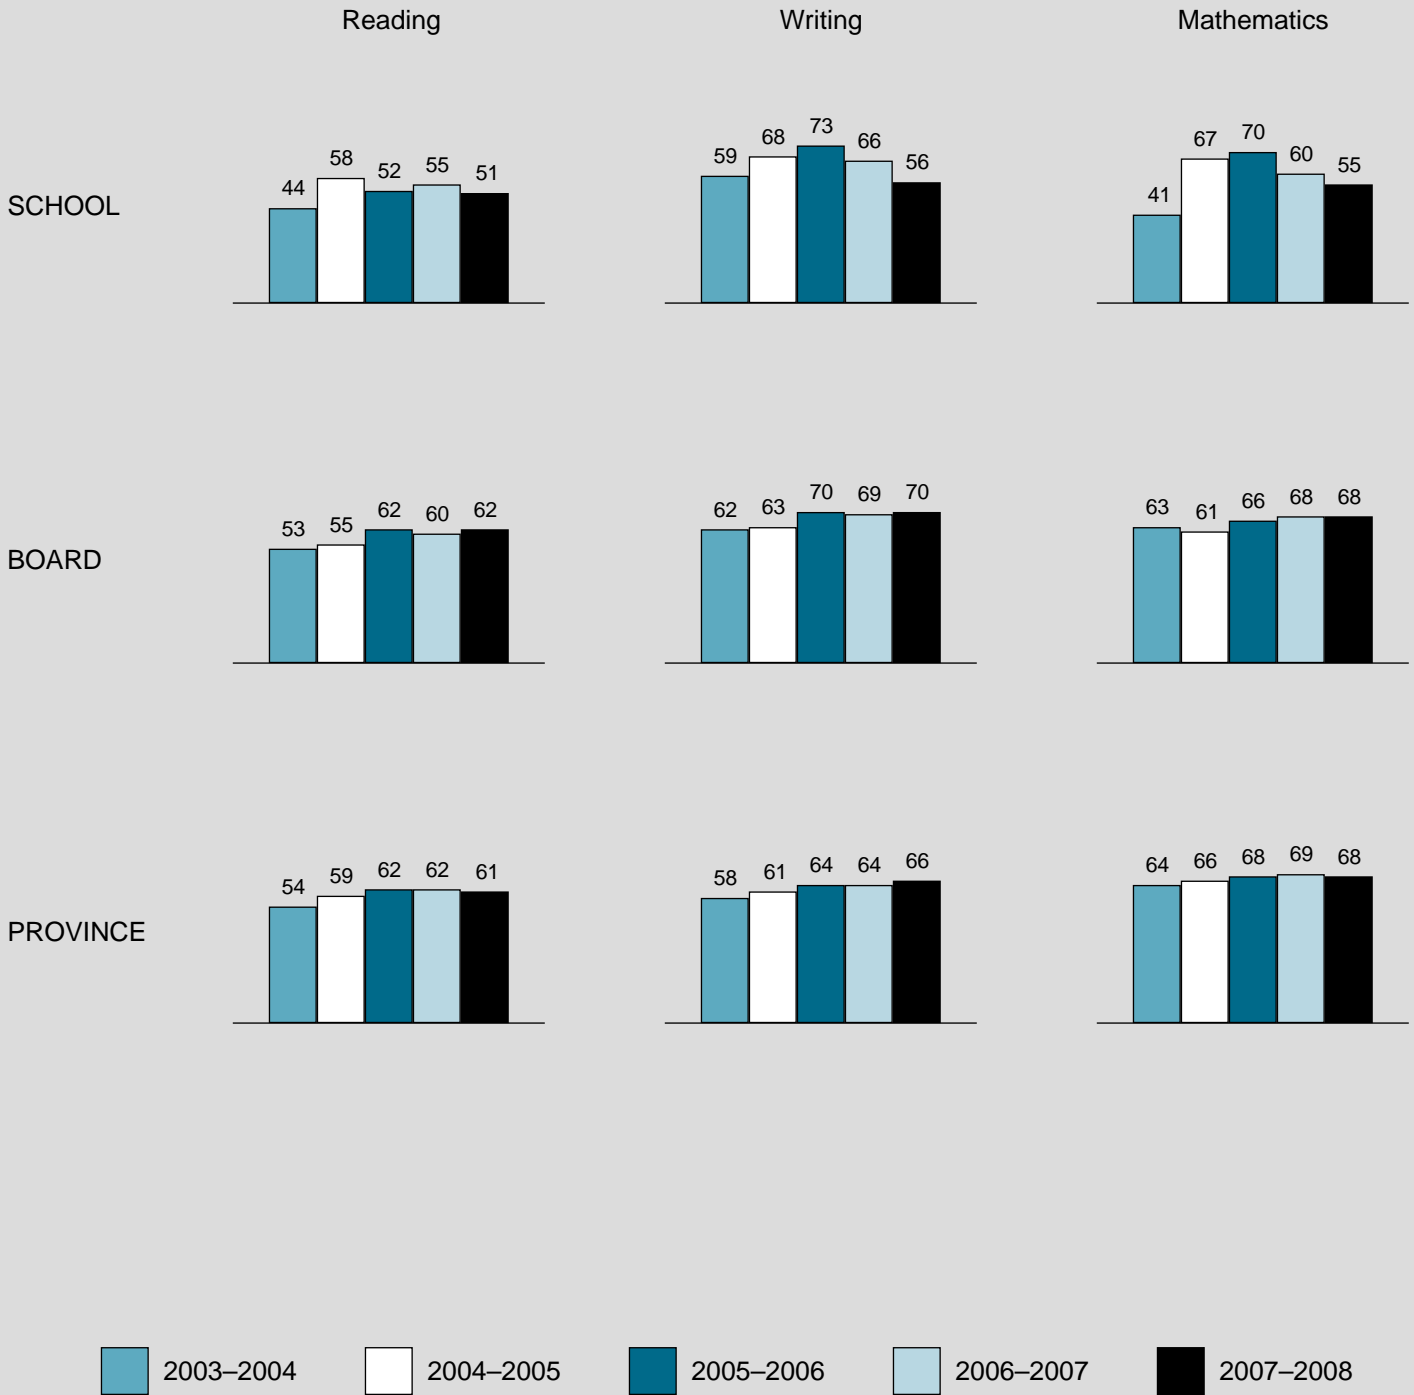 Reading Writing Mathematics
SCHOOL
44 58 52 55 51
59 68 73 66 56
41 67 70 60 55
BOARD
53 55 62 60 62
62 63 70 69 70
63 61 66 68 68
PROVINCE
54 59 62 62 61
58 61 64 64 66
64 66 68 69 68
2003–2004 2004–2005 2005–2006 2006–2007 2007–2008